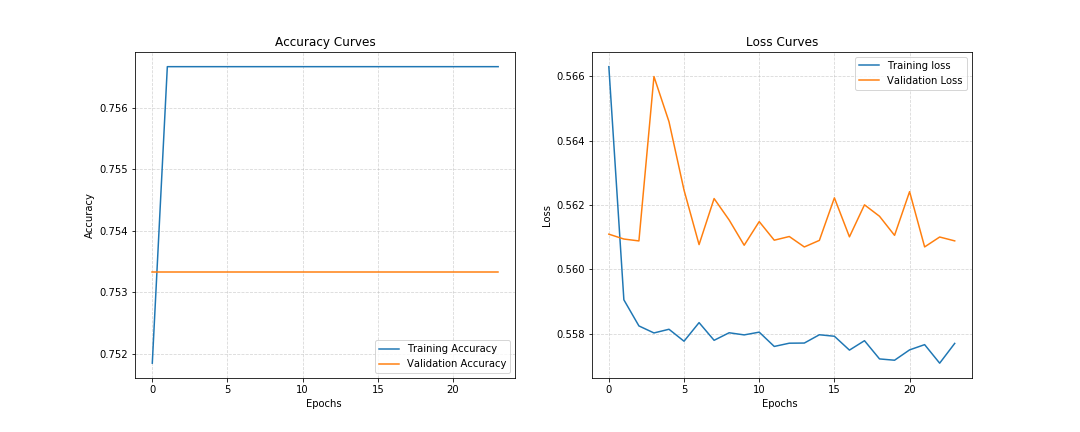 Accuracy Curves
Accuracy
0.756
0.755
0.754
0.753
0.752
0
5
10
15
20
Epochs
Training Accuracy
Validation Accuracy
Loss Curves
Loss
0.566
0.564
0.562
0.560
0.558
0
5
10
15
20
Epochs
Training loss
Validation Loss